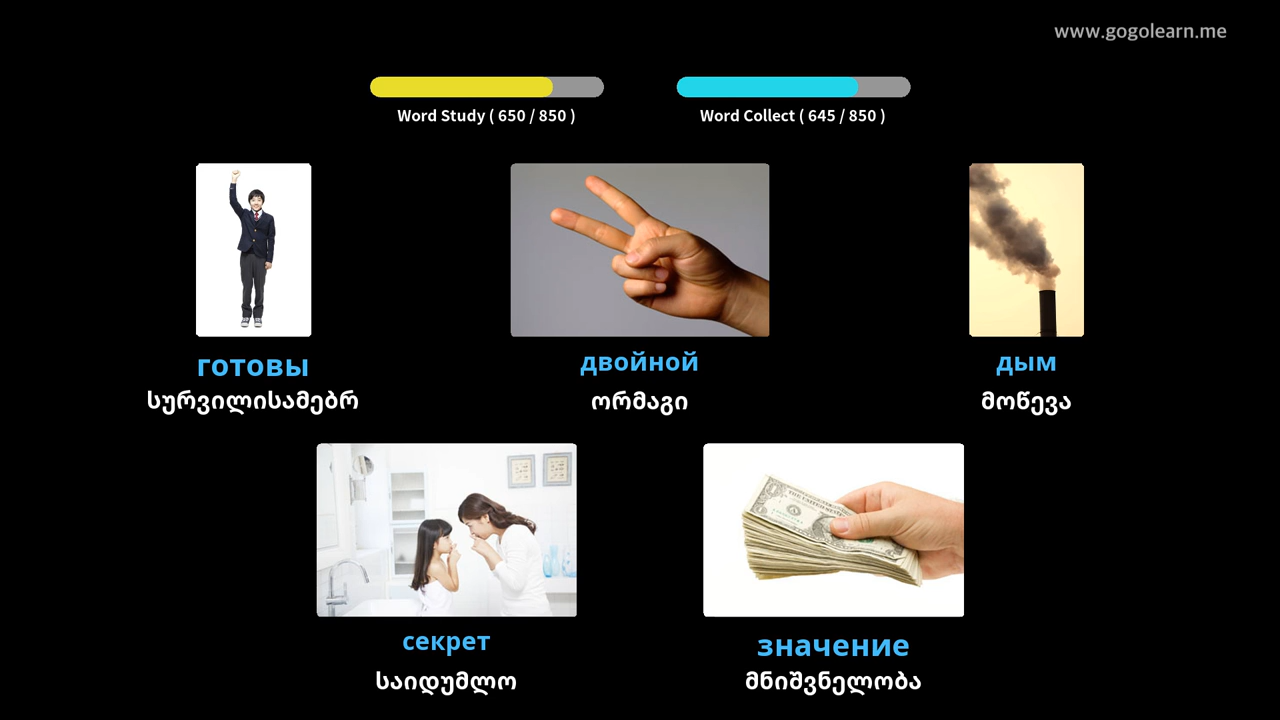 www.gogolearn.me
Word Study ( 650 / 850 )
Word Collect ( 645 / 850 )
готовы
სურვილისამებრ
двойной
ორმაგი
дым
მოწევა
секрет
საიდუმლო
значение
მნიშვნელობა